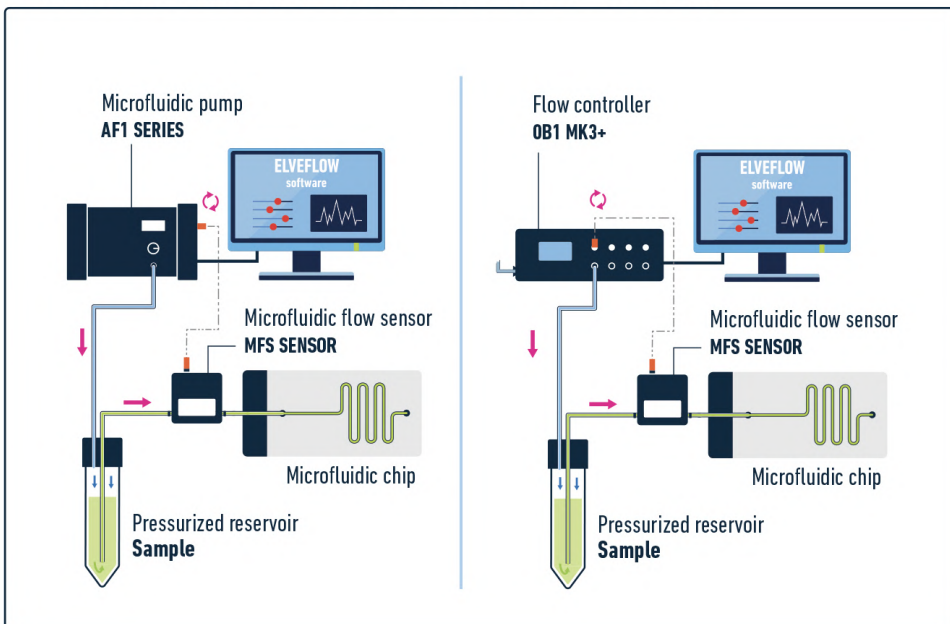 Microfluidic pump
AF1 SERIES
ELVEFLOW
software
Microfluidic flow sensor
MFS SENSOR
Microfluidic chip
Pressurized reservoir
Sample
Flow controller
OB1 MK3+
ELVEFLOW
software
Microfluidic flow sensor
MFS SENSOR
Microfluidic chip
Pressurized reservoir
Sample